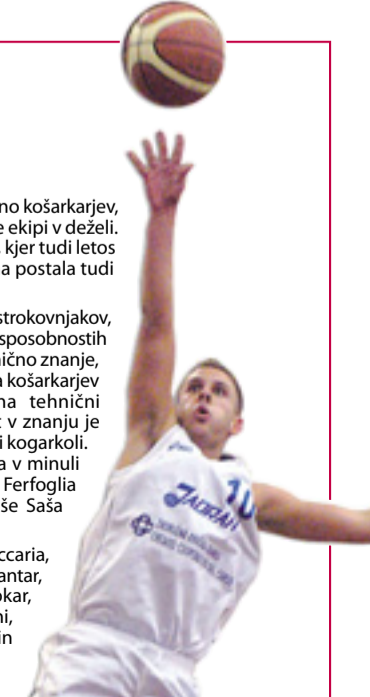 no košarkarjev,
e ekipi v deželi.
kjer tudi letos
a postala tudi
strokovnjakov,
sposobnostih
ično znanje,
a košarkarjev
na tehnični
t v znanju je
i kogarkoli.
a v minuli
Ferfoglia
še Saša
ccaria,
antar,
okar,
ni,
in
JADRAN
10